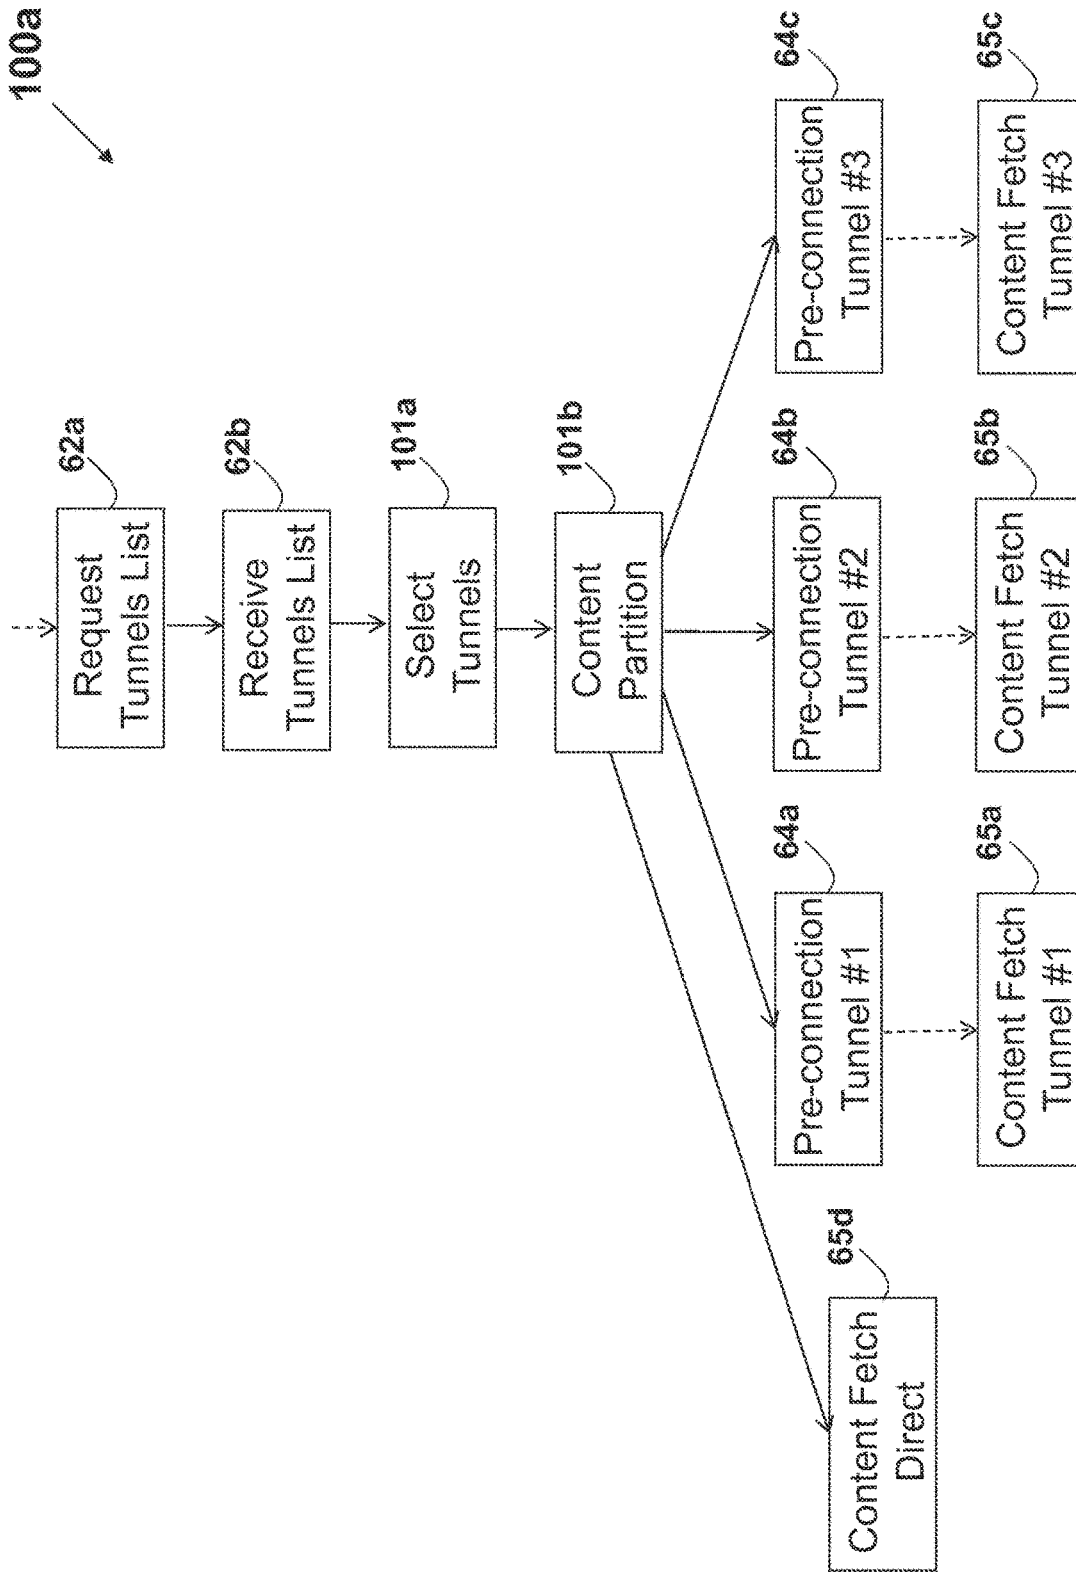 100a
62a
Request
Tunnels List
62b
Receive
Tunnels List
101a
Select
Tunnels
101b
Content
Partition
65d
Content Fetch
Direct
64a
Pre-connection
Tunnel #1
64b
Pre-connection
Tunnel #2
64c
Pre-connection
Tunnel #3
65a
Content Fetch
Tunnel #1
65b
Content Fetch
Tunnel #2
65c
Content Fetch
Tunnel #3